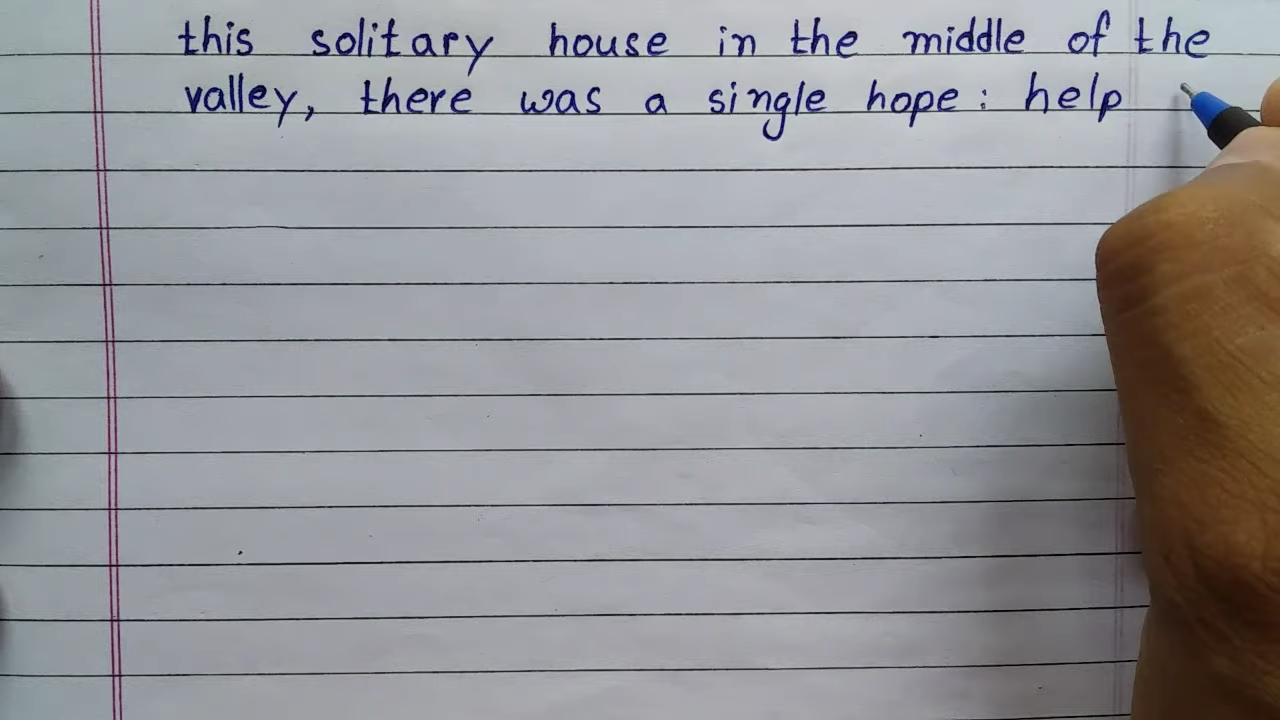 this solitary house in the middle of the
valley, there was a single hope: help